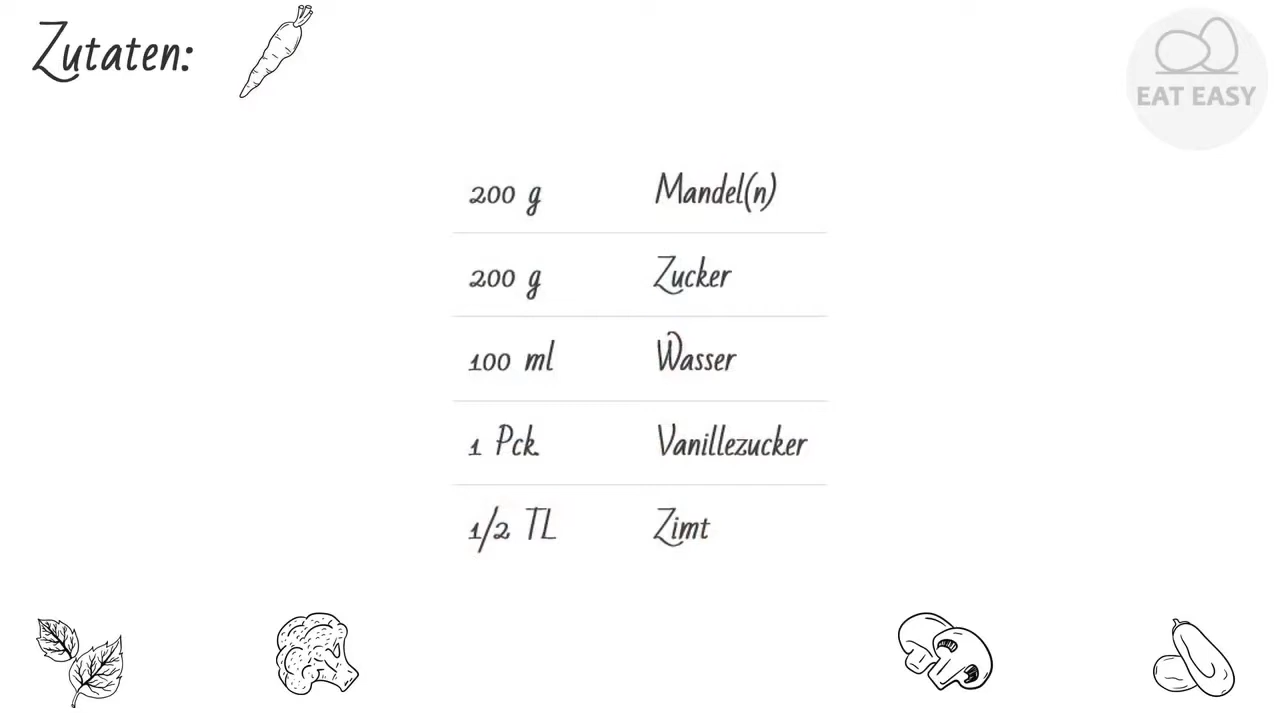 Zutaten:
EAT EASY
200 g Mandel(n)
200 g Zucker
100 ml Wasser
1 Pck. Vanillezucker
1/2 TL Zimt